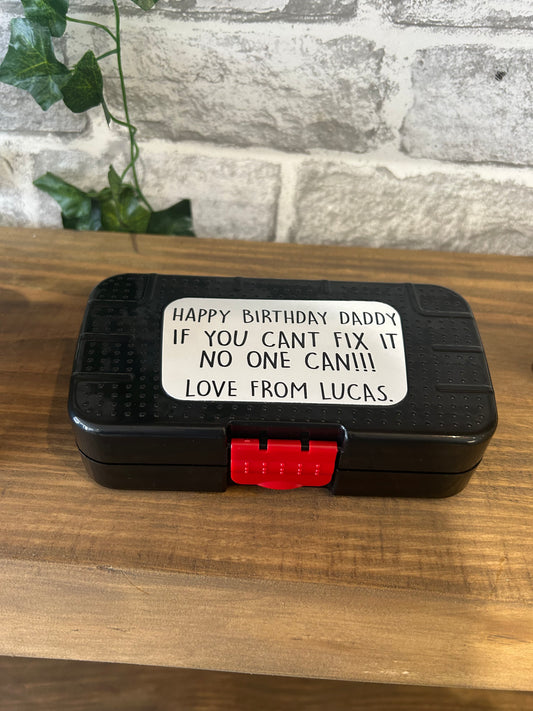 HAPPY BIRTHDAY DADDY
IF YOU CANT FIX IT
NO ONE CAN!!!
LOVE FROM LUCAS.